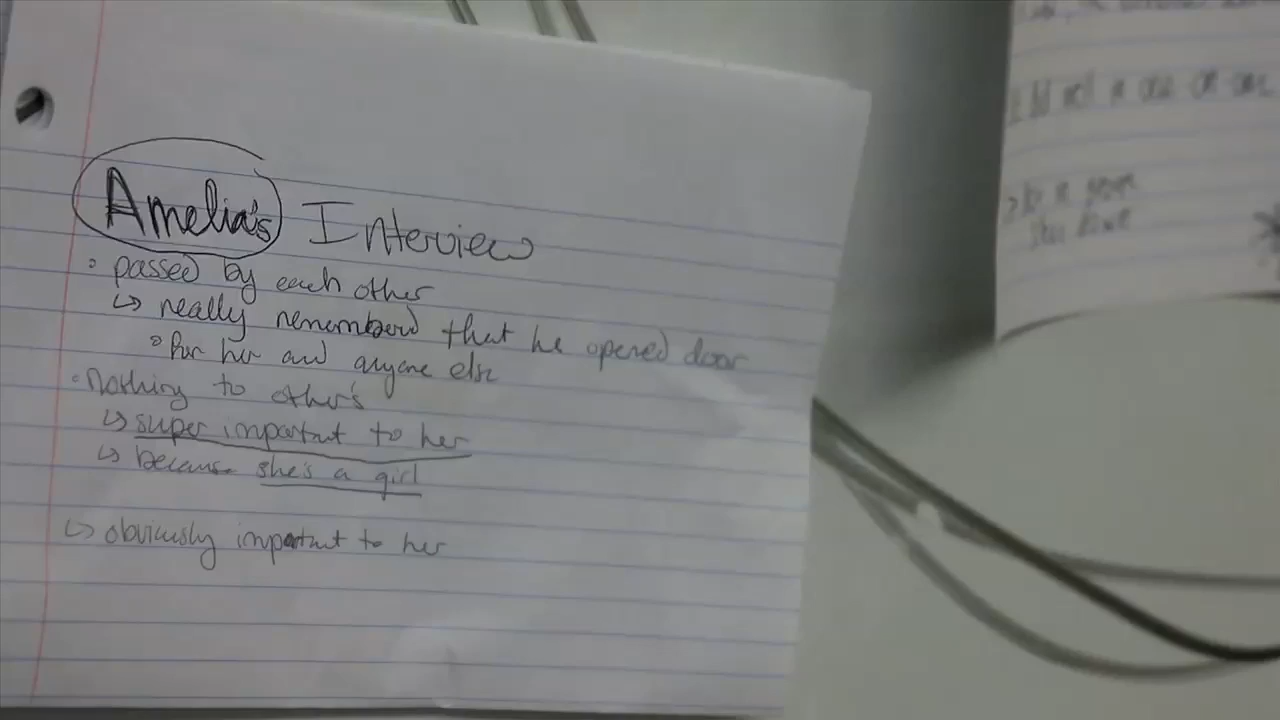 Amelia's Interview
◦ passed by each other
↳ really rememberd that he opened door
◦ for her and anyone else
◦ nothing to other's
↳ super important to her
↳ because she's a girl
↳ obviously important to her